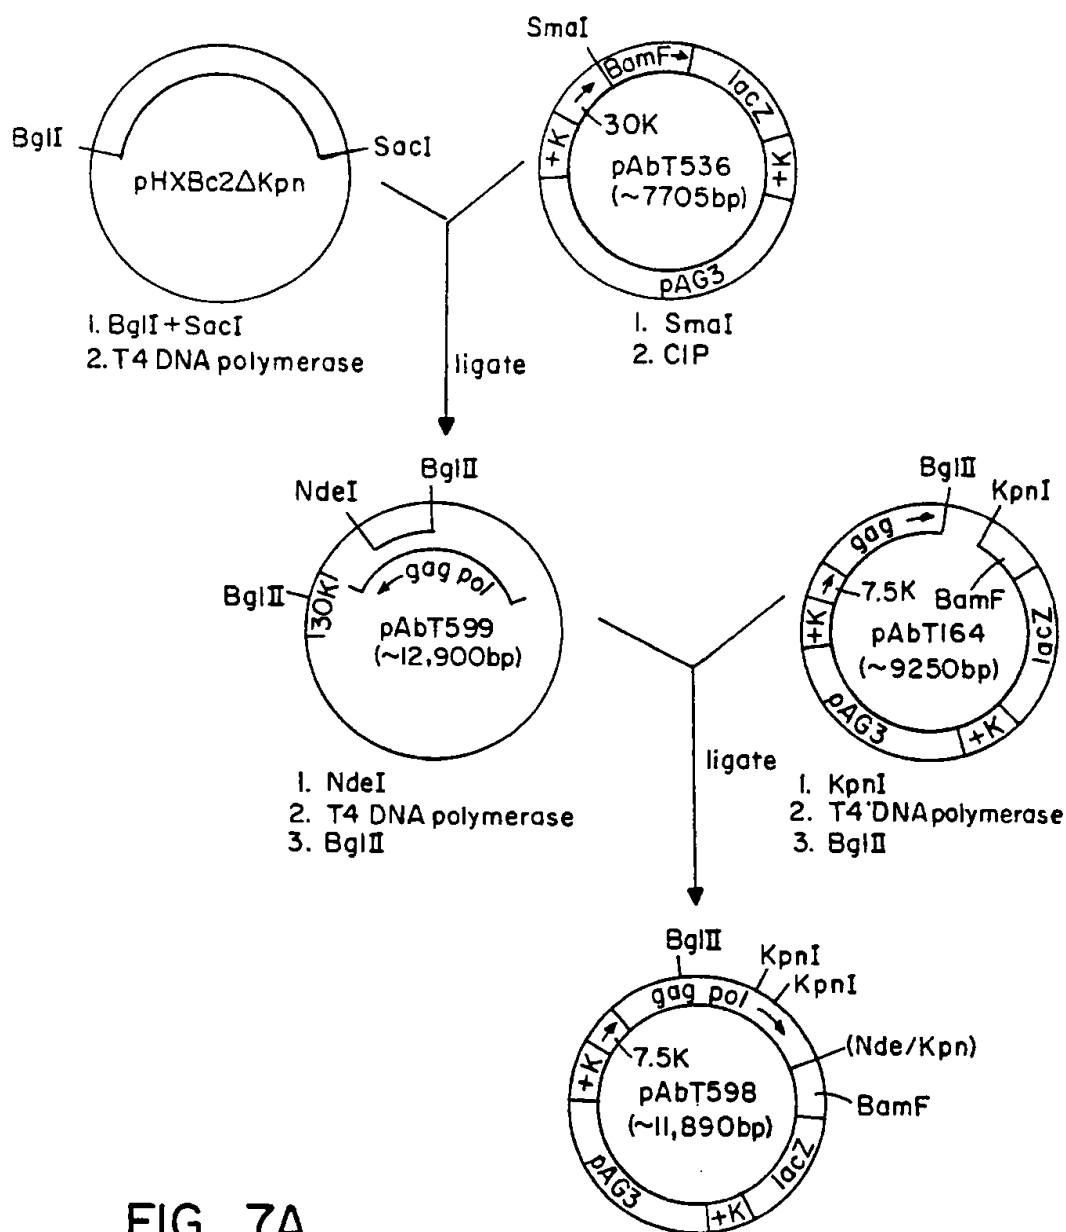 BglI
SacI
pHXBc2ΔKpn
1. BglI+SacI
2. T4 DNA polymerase
SmaI
BamF→
lacZ
30K
+K
+K
pAbT536
(~7705bp)
pAG3
1. SmaI
2. CIP
ligate
BglII
NdeI
BglII
30K
gag pol
pAbT599
(~12,900bp)
1. NdeI
2. T4 DNA polymerase
3. BglII
BglII
KpnI
gag →
7.5K
BamF
+K
pAbT164
(~9250bp)
lacZ
pAG3
+K
1. KpnI
2. T4 DNA polymerase
3. BglII
ligate
BglII
KpnI
KpnI
gag pol
(Nde/Kpn)
7.5K
+K
pAbT598
(~11,890bp)
BamF
lacZ
pAG3
+K
FIG. 7A